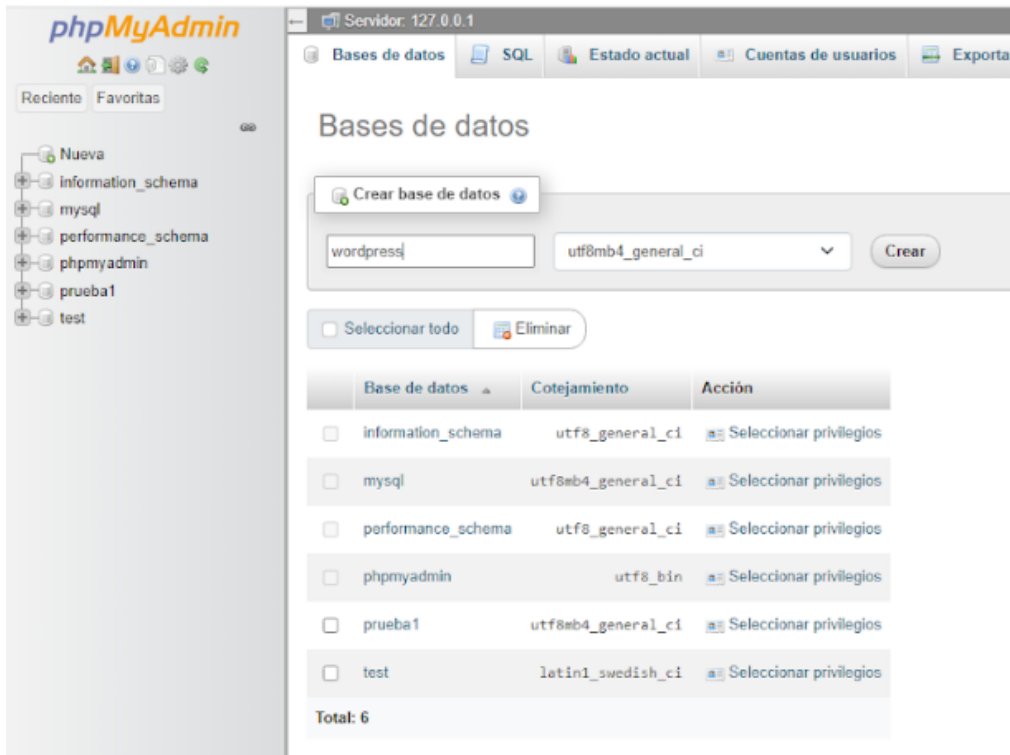 phpMyAdmin
Reciente Favoritas
Nueva
information_schema
mysql
performance_schema
phpmyadmin
prueba1
test
Servidor: 127.0.0.1
Bases de datos SQL Estado actual Cuentas de usuarios Exporta
Bases de datos
Crear base de datos
wordpress utf8mb4_general_ci Crear
Seleccionar todo Eliminar
Base de datos Cotejamiento Acción
information_schema utf8_general_ci Seleccionar privilegios
mysql utf8mb4_general_ci Seleccionar privilegios
performance_schema utf8_general_ci Seleccionar privilegios
phpmyadmin utf8_bin Seleccionar privilegios
prueba1 utf8mb4_general_ci Seleccionar privilegios
test latin1_swedish_ci Seleccionar privilegios
Total: 6